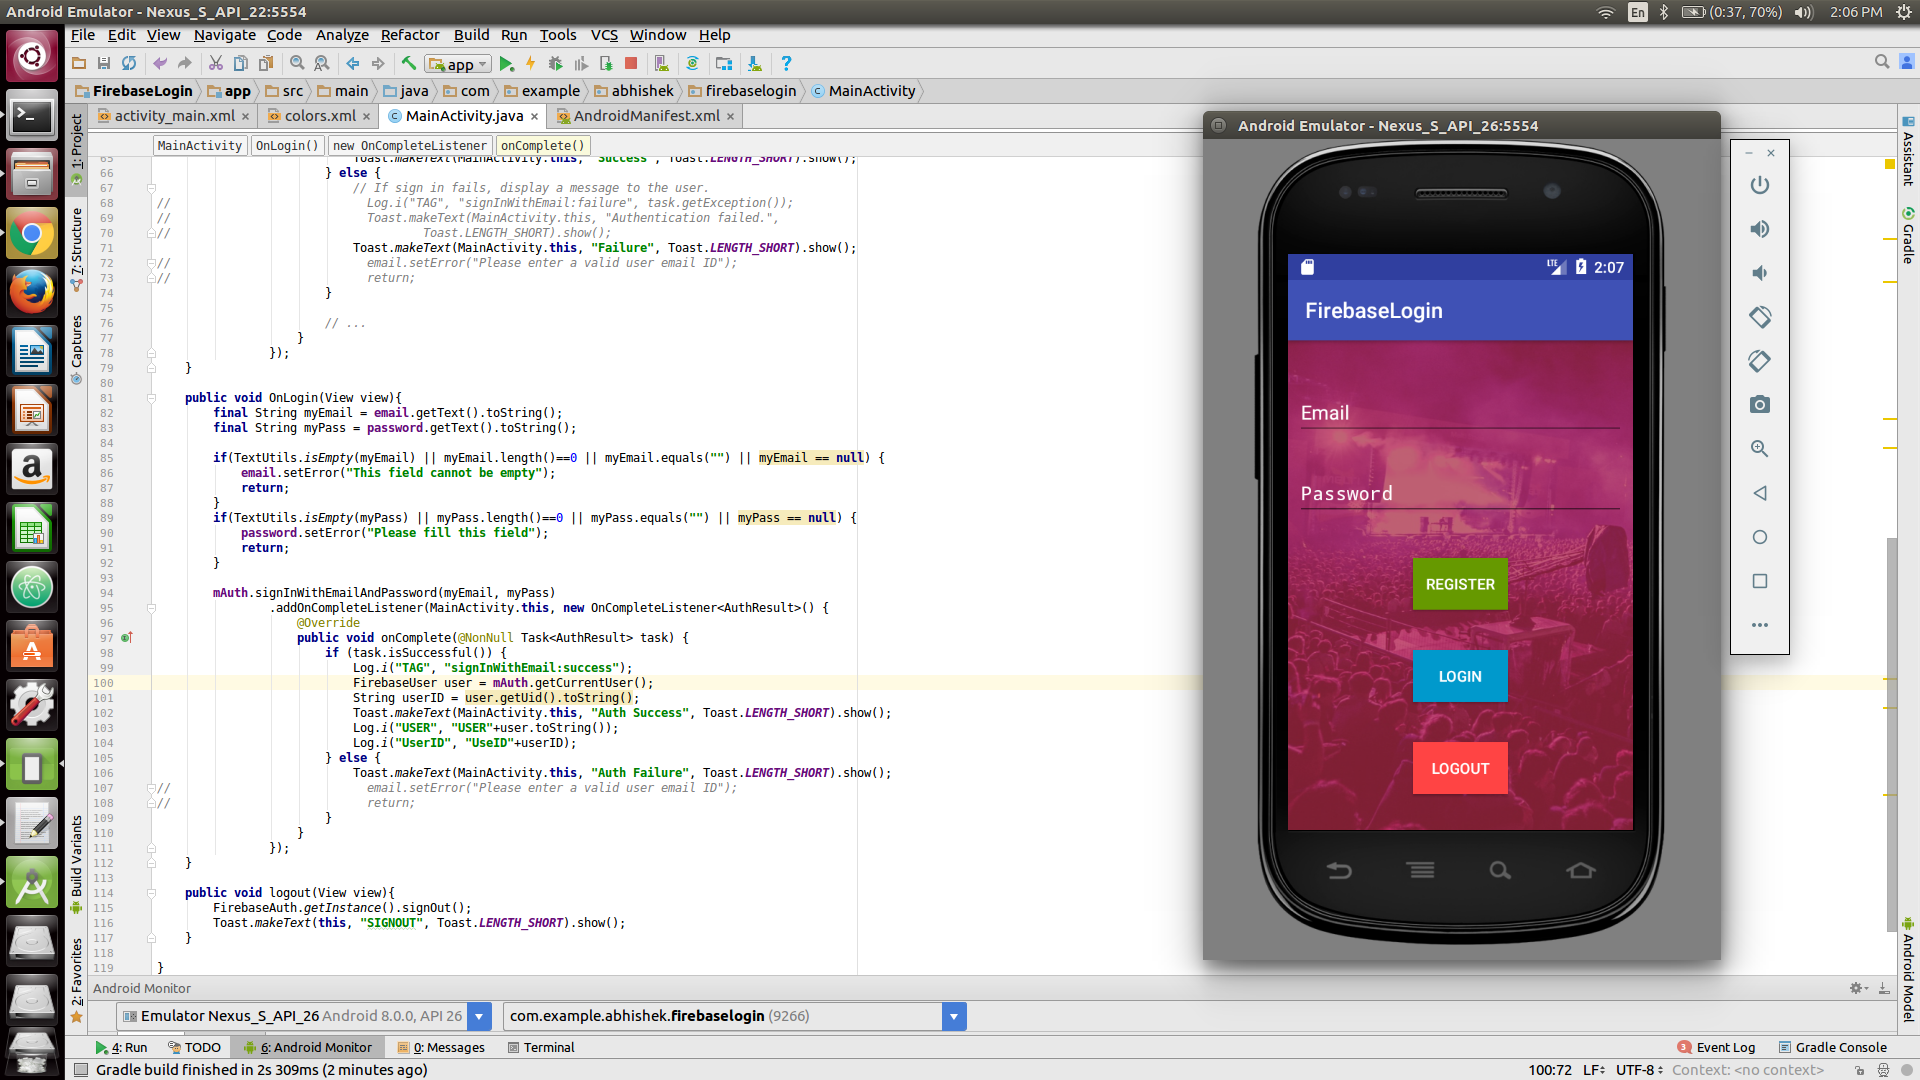 Android Emulator - Nexus_S_API_22:5554
En (0:37, 70%) 2:06 PM
File Edit View Navigate Code Analyze Refactor Build Run Tools VCS Window Help
app
FirebaseLogin app src main java com example abhishek firebaselogin MainActivity
activity_main.xml colors.xml MainActivity.java AndroidManifest.xml
MainActivity OnLogin() new OnCompleteListener onComplete()
65 Toast.makeText(MainActivity.this, "Success", Toast.LENGTH_SHORT).show();
66 } else {
67 // If sign in fails, display a message to the user.
68 // Log.i("TAG", "signInWithEmail:failure", task.getException());
69 // Toast.makeText(MainActivity.this, "Authentication failed.",
70 // Toast.LENGTH_SHORT).show();
71 Toast.makeText(MainActivity.this, "Failure", Toast.LENGTH_SHORT).show();
72 // email.setError("Please enter a valid user email ID");
73 // return;
74 }
75
76 // ...
77 }
78 });
79 }
80
81 public void OnLogin(View view){
82 final String myEmail = email.getText().toString();
83 final String myPass = password.getText().toString();
84
85 if(TextUtils.isEmpty(myEmail) || myEmail.length()==0 || myEmail.equals("") || myEmail == null) {
86 email.setError("This field cannot be empty");
87 return;
88 }
89 if(TextUtils.isEmpty(myPass) || myPass.length()==0 || myPass.equals("") || myPass == null) {
90 password.setError("Please fill this field");
91 return;
92 }
93
94 mAuth.signInWithEmailAndPassword(myEmail, myPass)
95 .addOnCompleteListener(MainActivity.this, new OnCompleteListener<AuthResult>() {
96 @Override
97 public void onComplete(@NonNull Task<AuthResult> task) {
98 if (task.isSuccessful()) {
99 Log.i("TAG", "signInWithEmail:success");
100 FirebaseUser user = mAuth.getCurrentUser();
101 String userID = user.getUid().toString();
102 Toast.makeText(MainActivity.this, "Auth Success", Toast.LENGTH_SHORT).show();
103 Log.i("USER", "USER"+user.toString());
104 Log.i("UserID", "UseID"+userID);
105 } else {
106 Toast.makeText(MainActivity.this, "Auth Failure", Toast.LENGTH_SHORT).show();
107 // email.setError("Please enter a valid user email ID");
108 // return;
109 }
110 }
111 });
112 }
113
114 public void logout(View view){
115 FirebaseAuth.getInstance().signOut();
116 Toast.makeText(this, "SIGNOUT", Toast.LENGTH_SHORT).show();
117 }
118
119 }
1: Project
7: Structure
Captures
Build Variants
2: Favorites
Android Emulator - Nexus_S_API_26:5554
LTE 2:07
FirebaseLogin
Email
Password
REGISTER
LOGIN
LOGOUT
Assistant
Gradle
Android Model
Android Monitor
Emulator Nexus_S_API_26 Android 8.0.0, API 26 com.example.abhishek.firebaselogin (9266)
4: Run TODO 6: Android Monitor 0: Messages Terminal 3 Event Log Gradle Console
Gradle build finished in 2s 309ms (2 minutes ago) 100:72 LF UTF-8 Context: <no context>